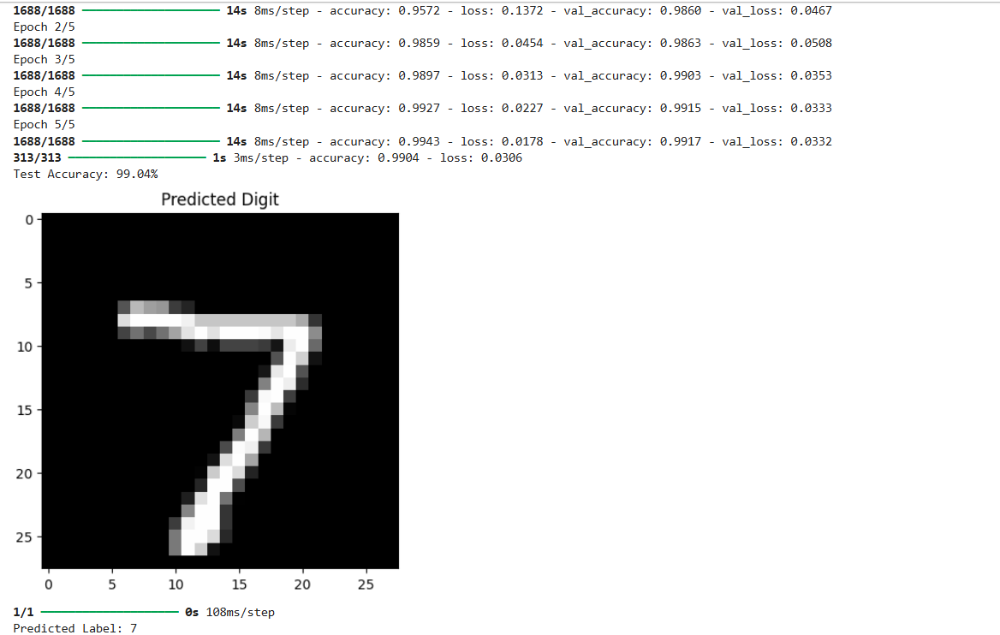 1688/1688 ━━━━━━━━━━━━━━━━━━━━ 14s 8ms/step - accuracy: 0.9572 - loss: 0.1372 - val_accuracy: 0.9860 - val_loss: 0.0467
Epoch 2/5
1688/1688 ━━━━━━━━━━━━━━━━━━━━ 14s 8ms/step - accuracy: 0.9859 - loss: 0.0454 - val_accuracy: 0.9863 - val_loss: 0.0508
Epoch 3/5
1688/1688 ━━━━━━━━━━━━━━━━━━━━ 14s 8ms/step - accuracy: 0.9897 - loss: 0.0313 - val_accuracy: 0.9903 - val_loss: 0.0353
Epoch 4/5
1688/1688 ━━━━━━━━━━━━━━━━━━━━ 14s 8ms/step - accuracy: 0.9927 - loss: 0.0227 - val_accuracy: 0.9915 - val_loss: 0.0333
Epoch 5/5
1688/1688 ━━━━━━━━━━━━━━━━━━━━ 14s 8ms/step - accuracy: 0.9943 - loss: 0.0178 - val_accuracy: 0.9917 - val_loss: 0.0332
313/313 ━━━━━━━━━━━━━━━━━━━━ 1s 3ms/step - accuracy: 0.9904 - loss: 0.0306
Test Accuracy: 99.04%
Predicted Digit
0
5
10
15
20
25
7
0 5 10 15 20 25
1/1 ━━━━━━━━━━━━━━━━━━━━ 0s 108ms/step
Predicted Label: 7